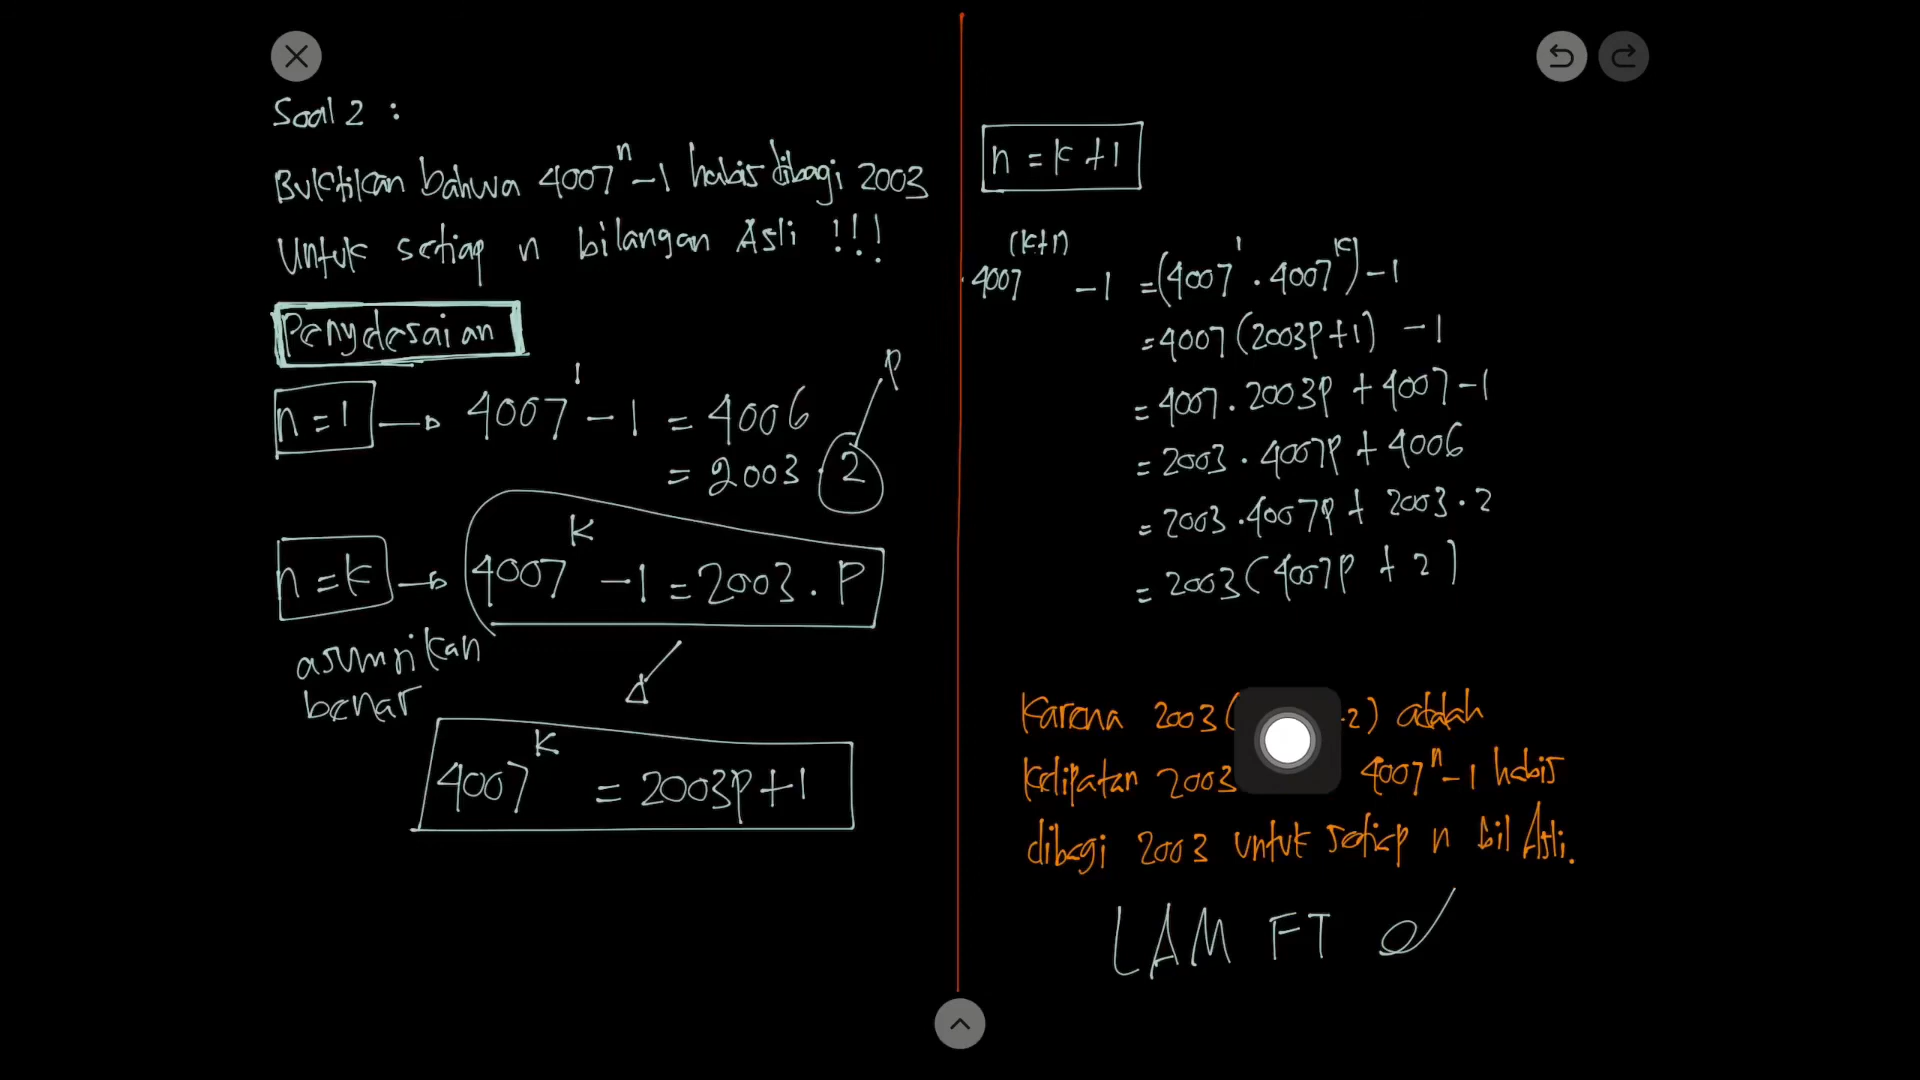 Soal 2 :
Buktikan bahwa 4007ⁿ - 1 habis dibagi 2003
Untuk setiap n bilangan Asli !!!
Penyelesaian
n = 1 → 4007¹ - 1 = 4006
= 2003 . 2
P
n = k → 4007ᴷ - 1 = 2003 . P
asumsikan
benar
4007ᴷ = 2003p + 1
n = k + 1
4007⁽ᵏ⁺¹⁾ - 1 = (4007¹ . 4007ᵏ) - 1
= 4007 (2003p + 1) - 1
= 4007 . 2003p + 4007 - 1
= 2003 . 4007p + 4006
= 2003 . 4007p + 2003 . 2
= 2003 (4007p + 2)
Karena 2003 ( 2) adalah
Kelipatan 2003 4007ⁿ - 1 habis
dibagi 2003 untuk setiap n bil Asli.
LAM FT